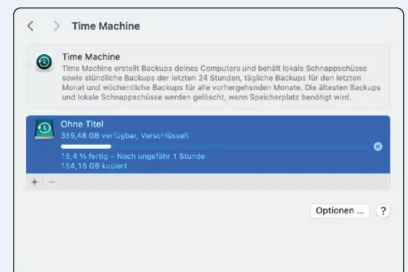 Time Machine
Time Machine
Time Machine erstellt Backups deines Computers und behält lokale Schnappschüsse
sowie stündliche Backups der letzten 24 Stunden, tägliche Backups für den letzten
Monat und wöchentliche Backups für alle vorhergehenden Monate. Die ältesten Backups
und lokale Schnappschüsse werden gelöscht, wenn Speicherplatz benötigt wird.
Ohne Titel
359,48 GB verfügbar, Verschlüsselt
15,4 % fertig – Noch ungefähr 1 Stunde
154,15 GB kopiert
+ −
Optionen ... ?